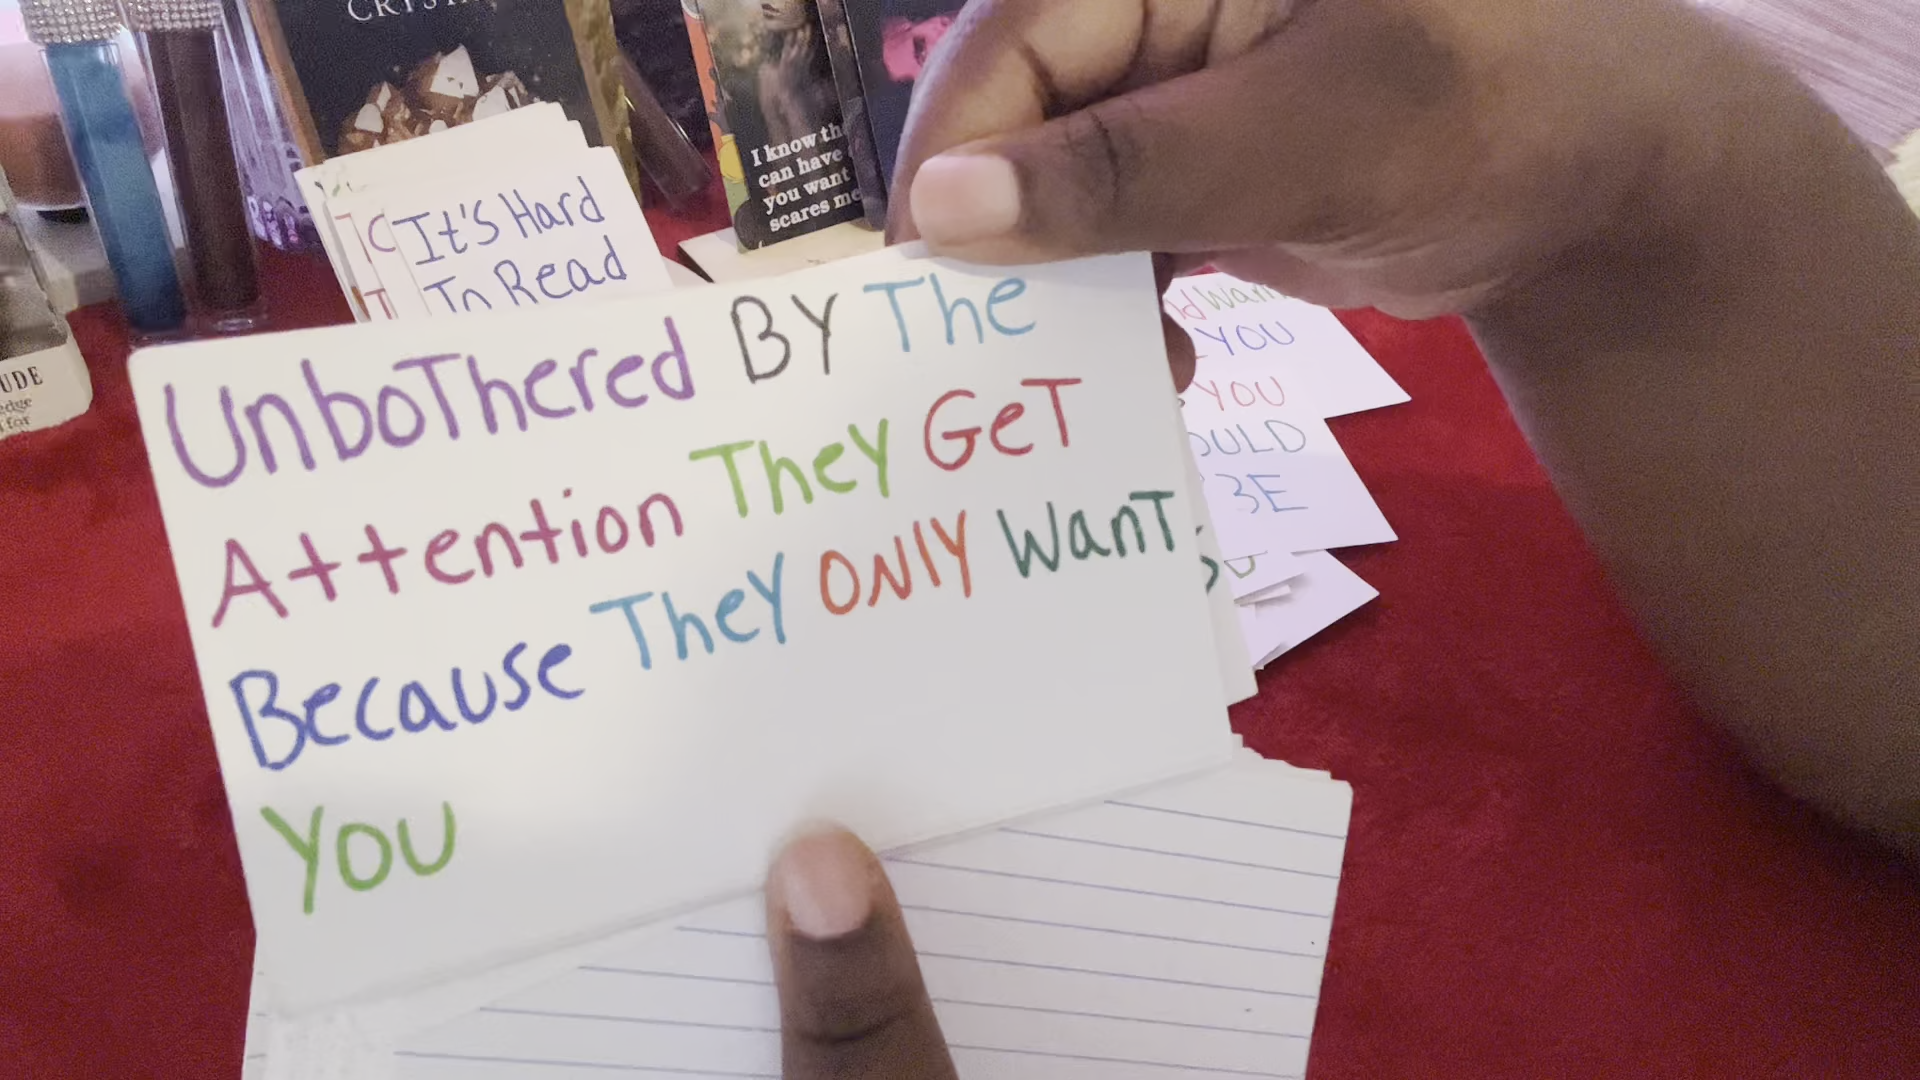 It's Hard
To Read
I know th
can have
you want
scares me
UnboThered BY The
Attention They GeT
Because They ONlY WanT
YoU
YOU
YOU
OULD
BE
UDE